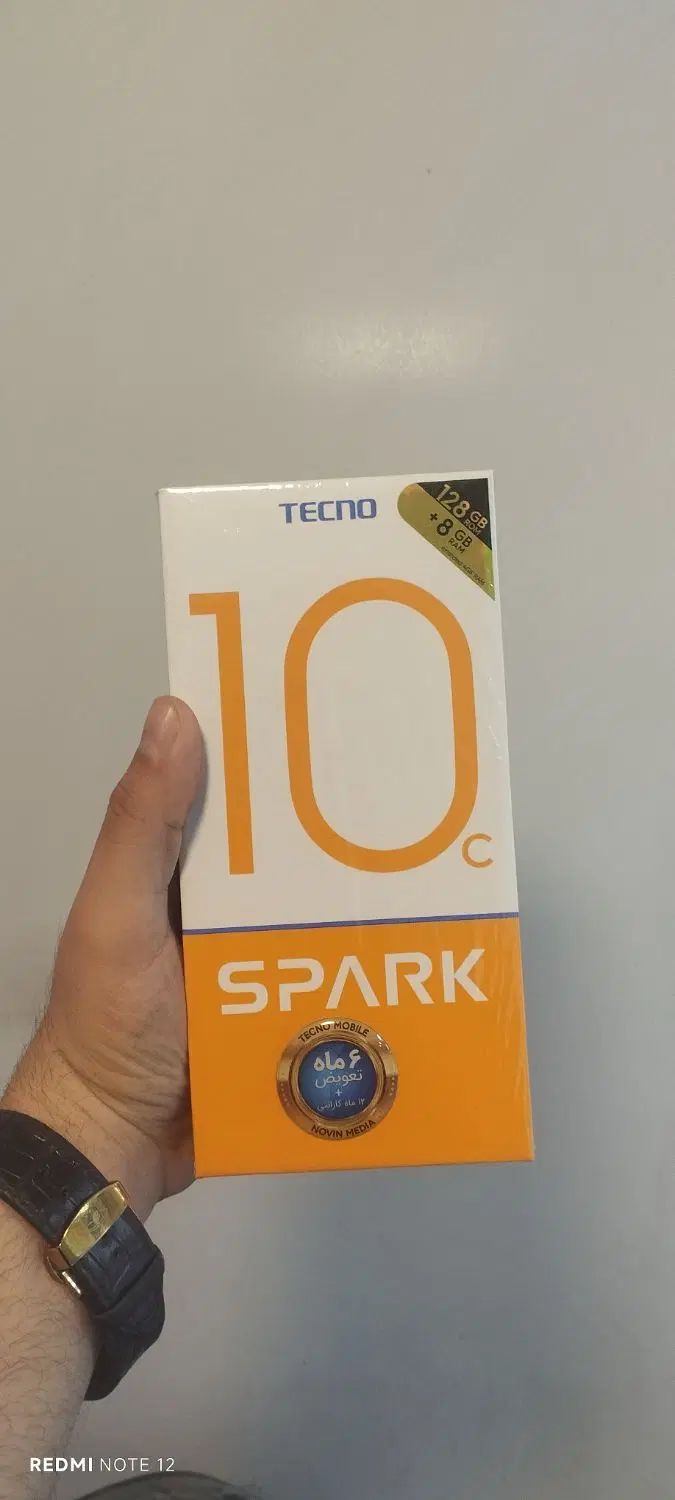 TECNO
128 GB
ROM
+8 GB
RAM
10 C
SPARK
TECNO MOBILE
۶ ماه
تعویض
+
۱۲ ماه گارانتی
NOVIN MEDIA
REDMI NOTE 12